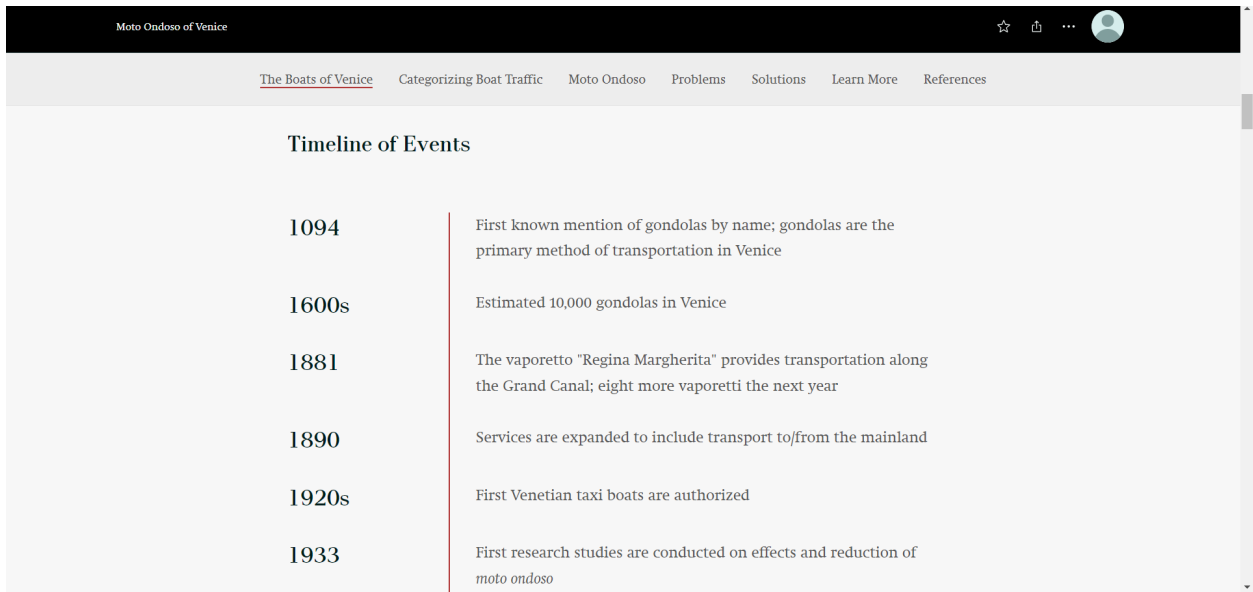 Moto Ondoso of Venice
The Boats of Venice Categorizing Boat Traffic Moto Ondoso Problems Solutions Learn More References
Timeline of Events
1094
First known mention of gondolas by name; gondolas are the
primary method of transportation in Venice
1600s
Estimated 10,000 gondolas in Venice
1881
The vaporetto "Regina Margherita" provides transportation along
the Grand Canal; eight more vaporetti the next year
1890
Services are expanded to include transport to/from the mainland
1920s
First Venetian taxi boats are authorized
1933
First research studies are conducted on effects and reduction of
moto ondoso